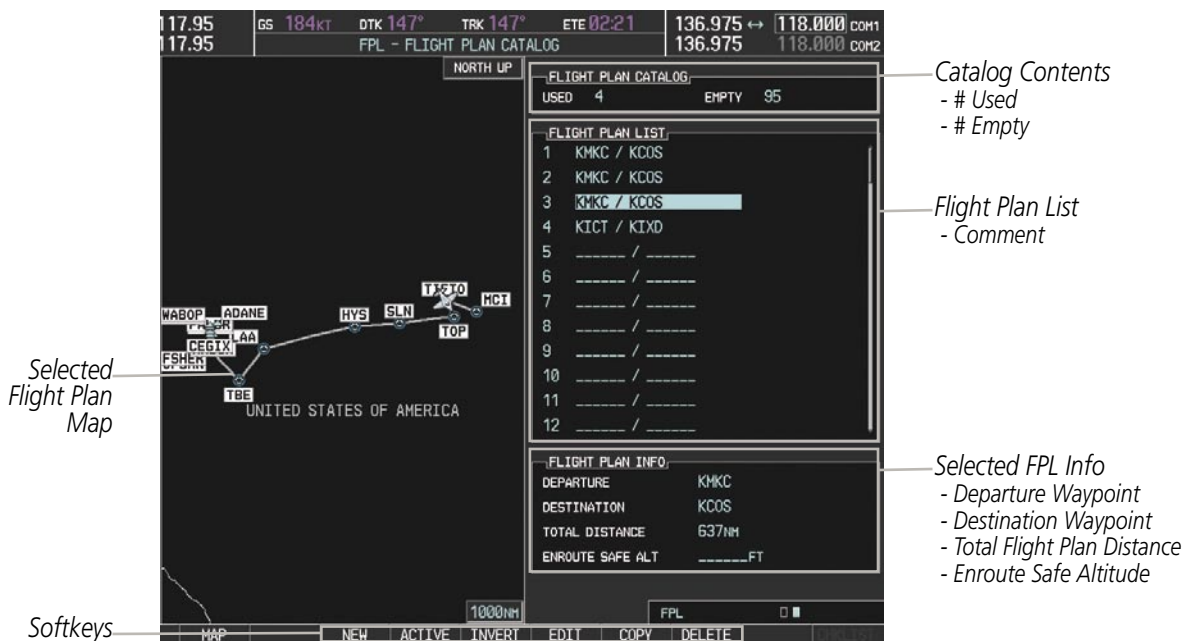 117.95 GS 184KT DTK 147° TRK 147° ETE 02:21 136.975 ↔ 118.000 COM1
117.95 FPL - FLIGHT PLAN CATALOG 136.975 118.000 COM2
NORTH UP
FLIGHT PLAN CATALOG
USED 4 EMPTY 95
FLIGHT PLAN LIST
1 KMKC / KCOS
2 KMKC / KCOS
3 KMKC / KCOS
4 KICT / KIXD
5 ______ / ______
6 ______ / ______
7 ______ / ______
8 ______ / ______
9 ______ / ______
10 ______ / ______
11 ______ / ______
12 ______ / ______
FLIGHT PLAN INFO
DEPARTURE KMKC
DESTINATION KCOS
TOTAL DISTANCE 637NM
ENROUTE SAFE ALT ______FT
MCI
WABOP ADANE HYS SLN
TOP
LAA
CEGIX
FSHER
TBE
UNITED STATES OF AMERICA
1000NM
FPL
MAP NEW ACTIVE INVERT EDIT COPY DELETE
Catalog Contents
- # Used
- # Empty
Flight Plan List
- Comment
Selected
Flight Plan
Map
Selected FPL Info
- Departure Waypoint
- Destination Waypoint
- Total Flight Plan Distance
- Enroute Safe Altitude
Softkeys